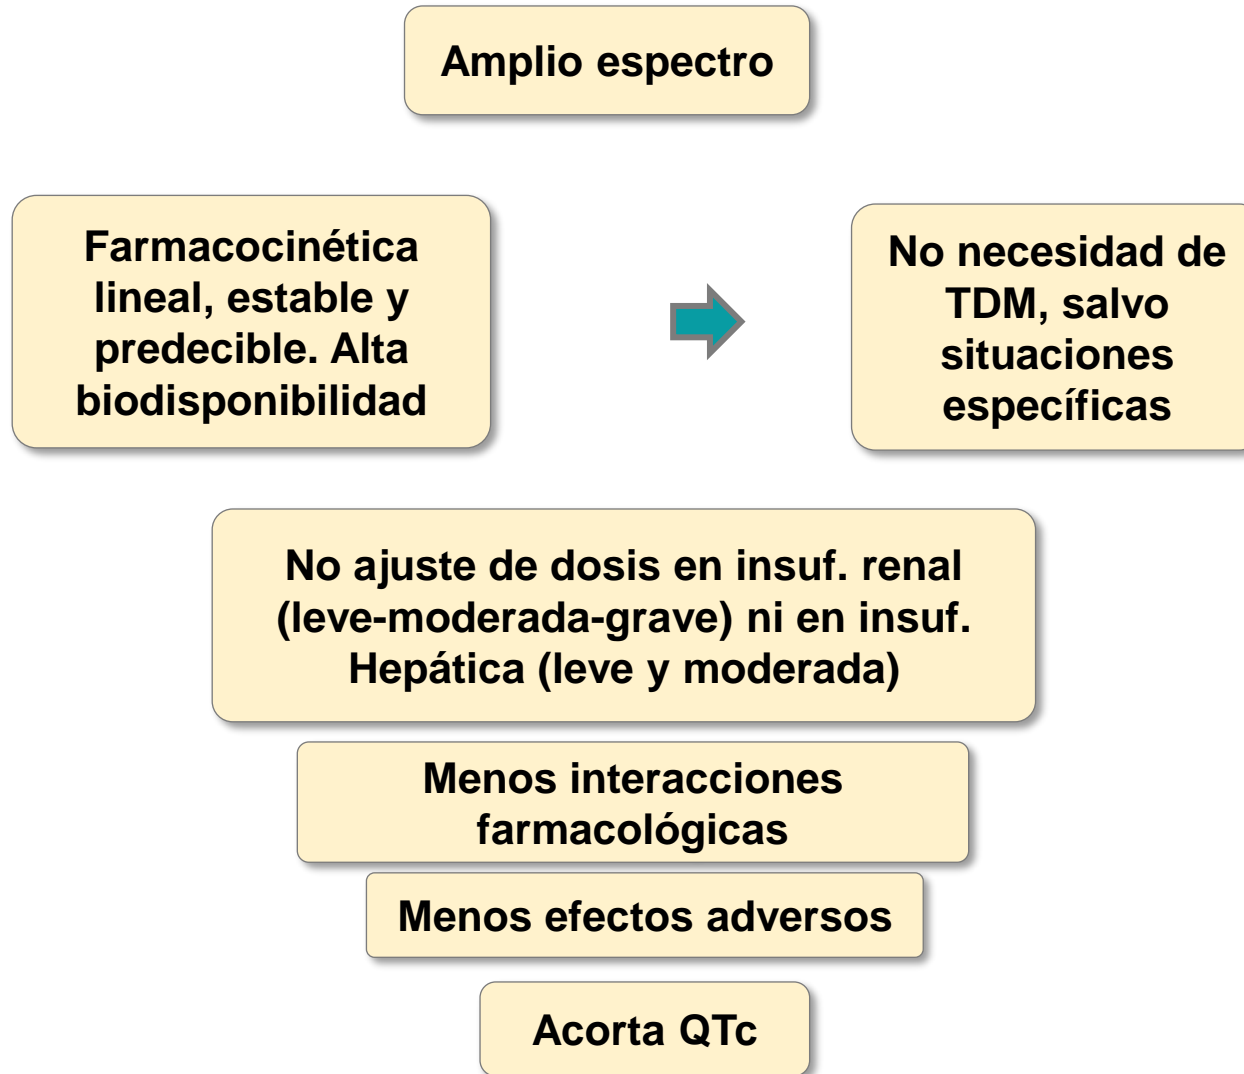 Amplio espectro
Farmacocinética
lineal, estable y
predecible. Alta
biodisponibilidad
No necesidad de
TDM, salvo
situaciones
específicas
No ajuste de dosis en insuf. renal
(leve-moderada-grave) ni en insuf.
Hepática (leve y moderada)
Menos interacciones
farmacológicas
Menos efectos adversos
Acorta QTc